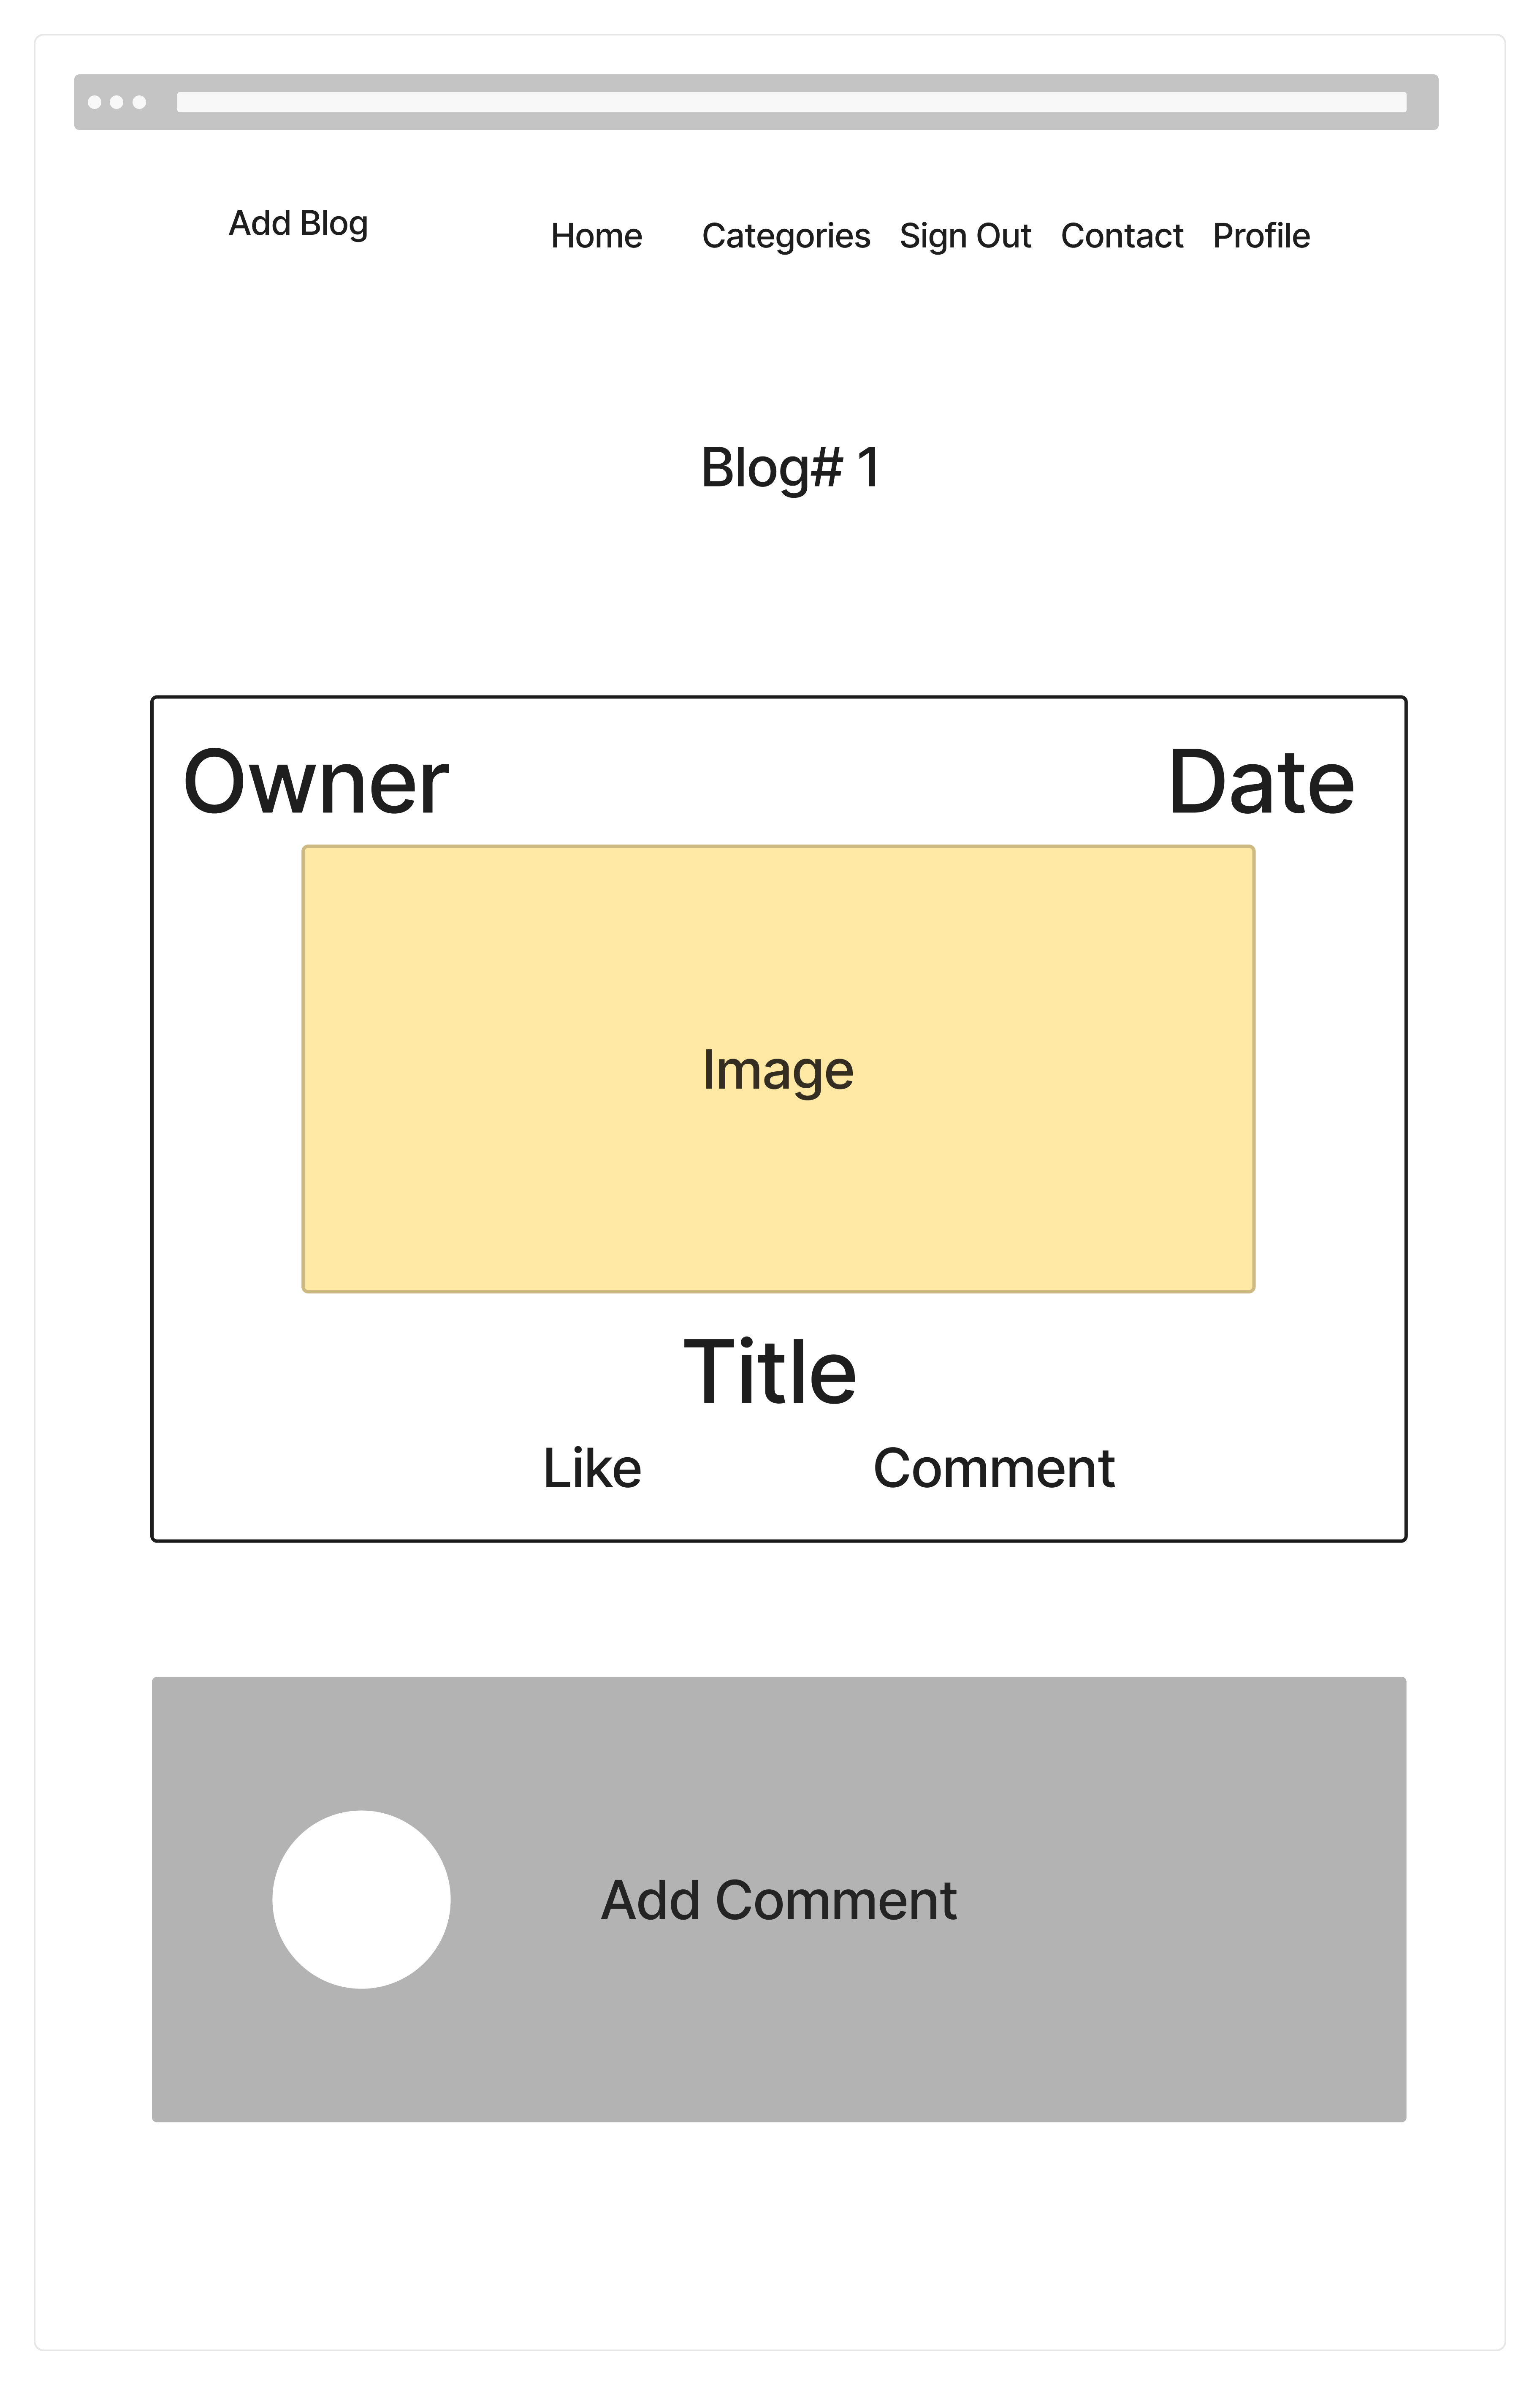 Add Blog
Home Categories Sign Out Contact Profile
Blog# 1
Owner Date
Image
Title
Like Comment
Add Comment